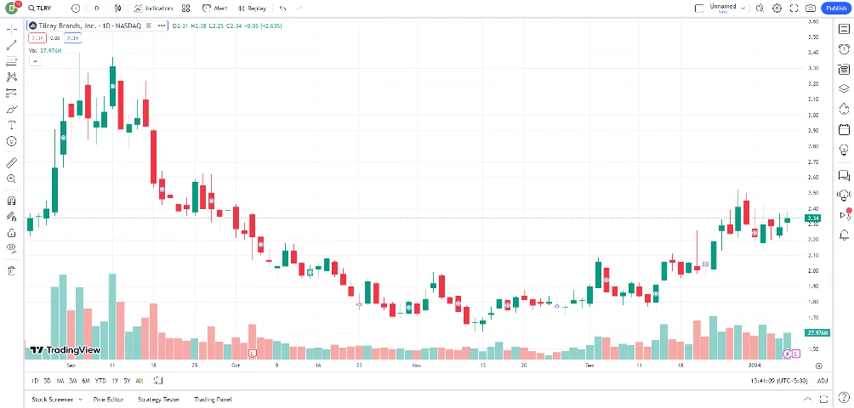 TLRY D Indicators Alert Replay Unnamed Save Publish
Tilray Brands, Inc. · 1D · NASDAQ O2.31 H2.38 L2.25 C2.34 +0.06 (+2.63%)
2.34 0.00 2.34
Vol 27.976M
3.60
3.50
3.40
3.30
3.20
3.10
3.00
2.90
2.80
2.70
2.60
2.50
2.40
2.34
2.30
2.20
2.10
2.00
1.90
1.80
1.70
27.976M
1.50
TradingView
Sep 11 18 25 Oct 9 16 23 Nov 13 20 27 Dec 11 18 2024
1D 5D 1M 3M 6M YTD 1Y 5Y All 13:41:09 (UTC+5:30) ADJ
Stock Screener Pine Editor Strategy Tester Trading Panel